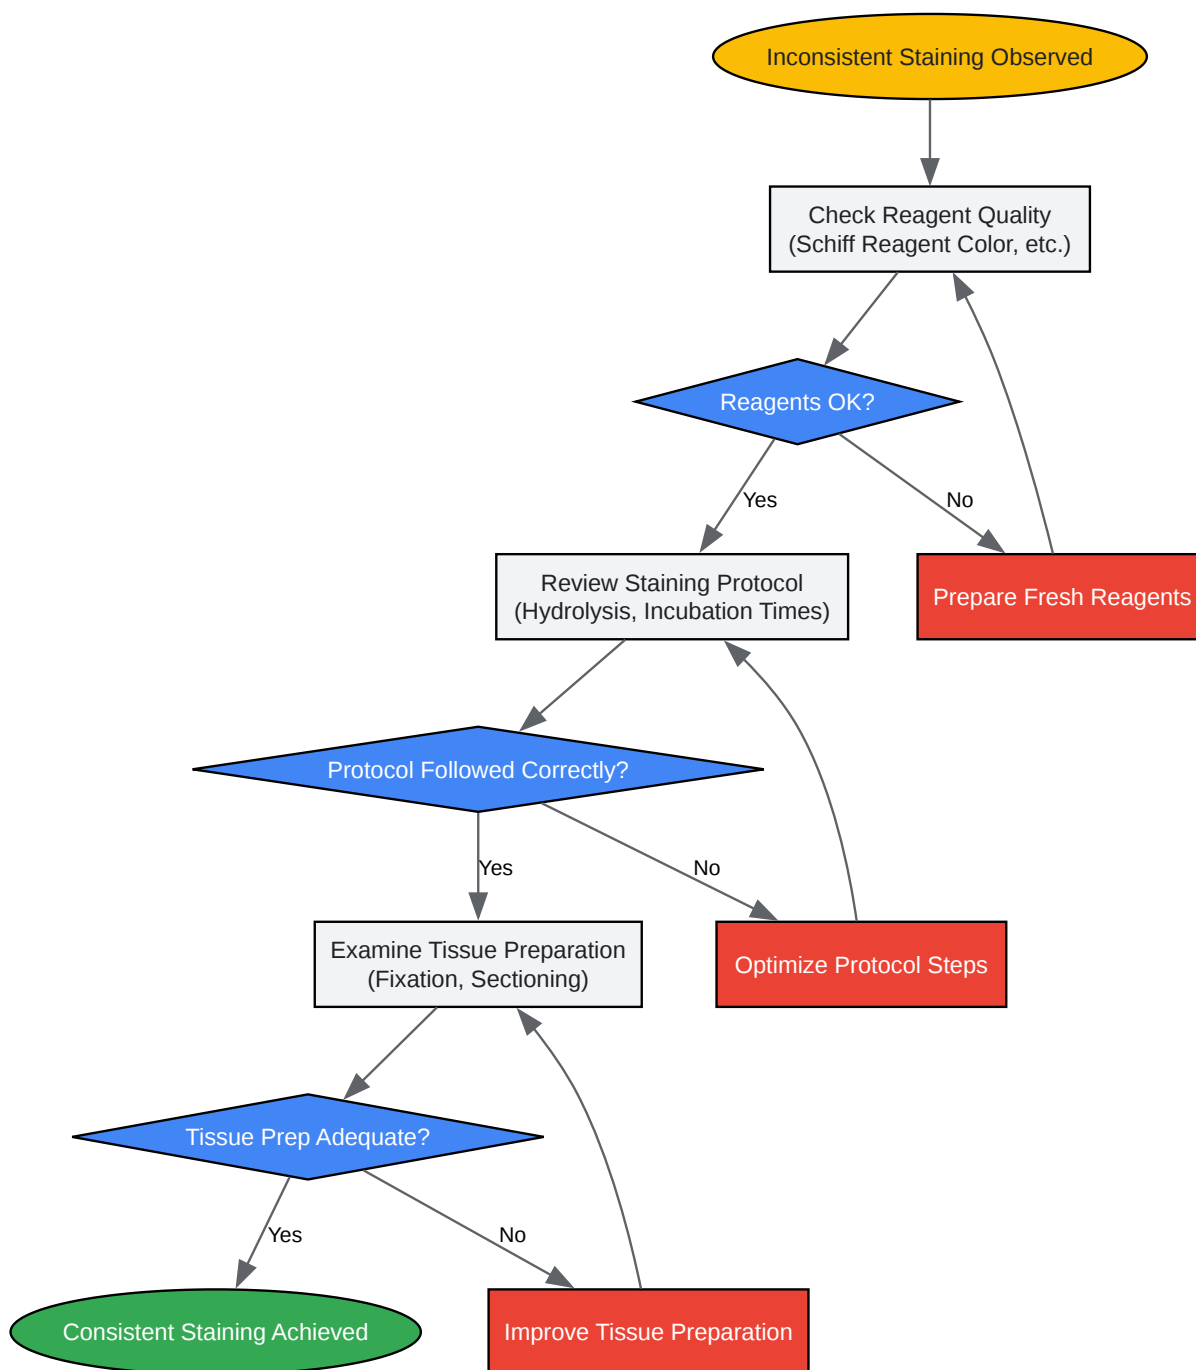 Inconsistent Staining Observed
Check Reagent Quality
(Schiff Reagent Color, etc.)
Reagents OK?
Yes
No
Review Staining Protocol
(Hydrolysis, Incubation Times)
Prepare Fresh Reagents
Protocol Followed Correctly?
Yes
No
Examine Tissue Preparation
(Fixation, Sectioning)
Optimize Protocol Steps
Tissue Prep Adequate?
Yes
No
Consistent Staining Achieved
Improve Tissue Preparation